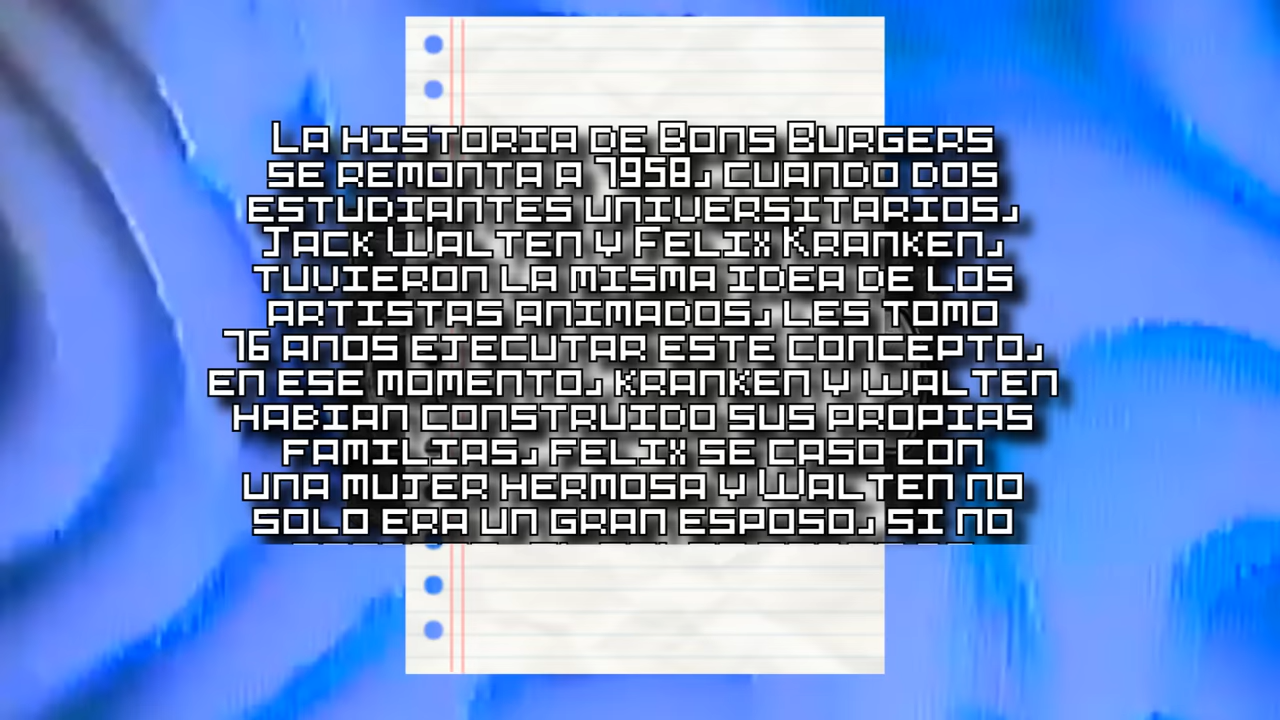 La historia de Bons Burgers
se remonta a 1958, cuando dos
estudiantes universitarios,
Jack Walten y Felix Kranken,
tuvieron la misma idea de los
artistas animados, les tomo
16 anos ejecutar este concepto,
en ese momento, kranken y walten
habian construido sus propias
familias, felix se caso con
una mujer hermosa y Walten no
solo era un gran esposo, si no